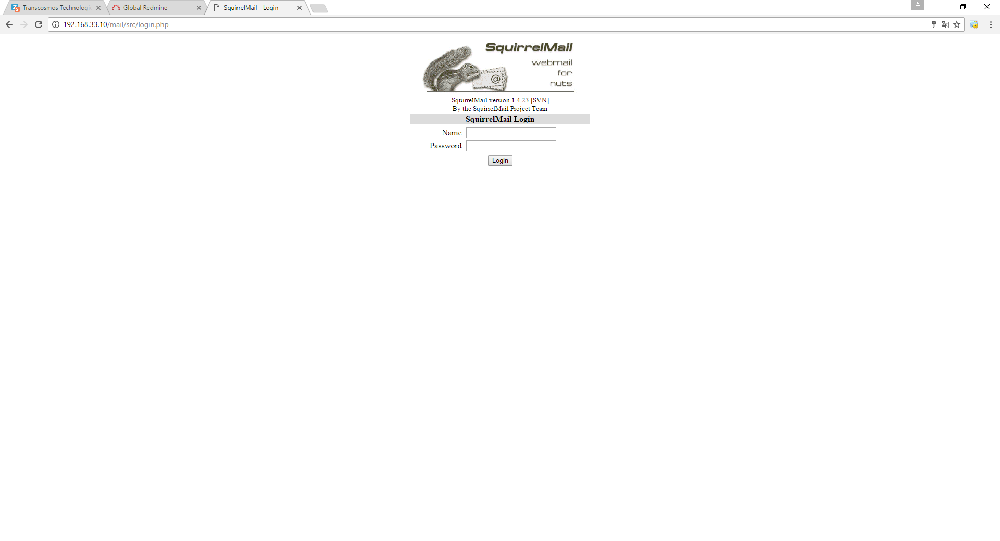 Transcosmos Technologi
Global Redmine
SquirrelMail - Login
192.168.33.10/mail/src/login.php
SquirrelMail
webmail
for
nuts
@
SquirrelMail version 1.4.23 [SVN]
By the SquirrelMail Project Team
SquirrelMail Login
Name:
Password:
Login